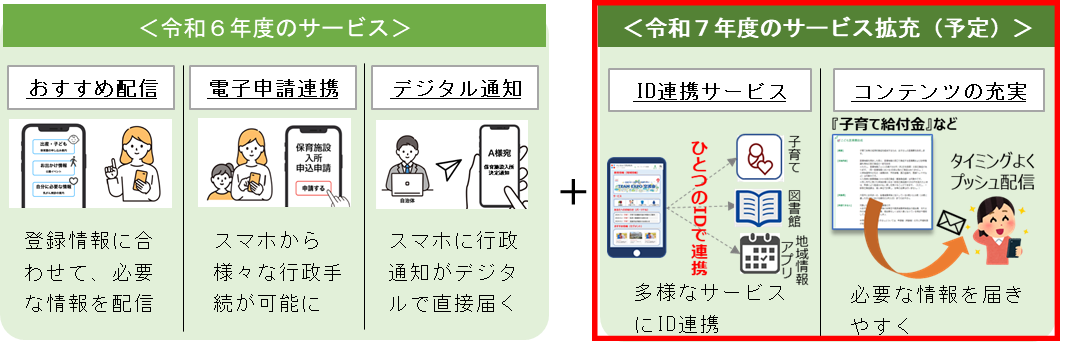 ＜令和６年度のサービス＞
おすすめ配信
出産・子ども
お出かけ情報
自分に必要な情報
登録情報に合
わせて、必要
な情報を配信
電子申請連携
保育施設
入所
申込申請
申請する
スマホから
様々な行政手
続が可能に
デジタル通知
自治体
A様宛
保育施設入所
決定通知
スマホに行政
通知がデジタ
ルで直接届く
＋
＜令和７年度のサービス拡充（予定）＞
ID連携サービス
ひとつのIDで連携
子育て
図書館
地域情報
アプリ
多様なサービス
にID連携
コンテンツの充実
『子育て給付金』など
タイミングよく
プッシュ配信
必要な情報を届き
やすく